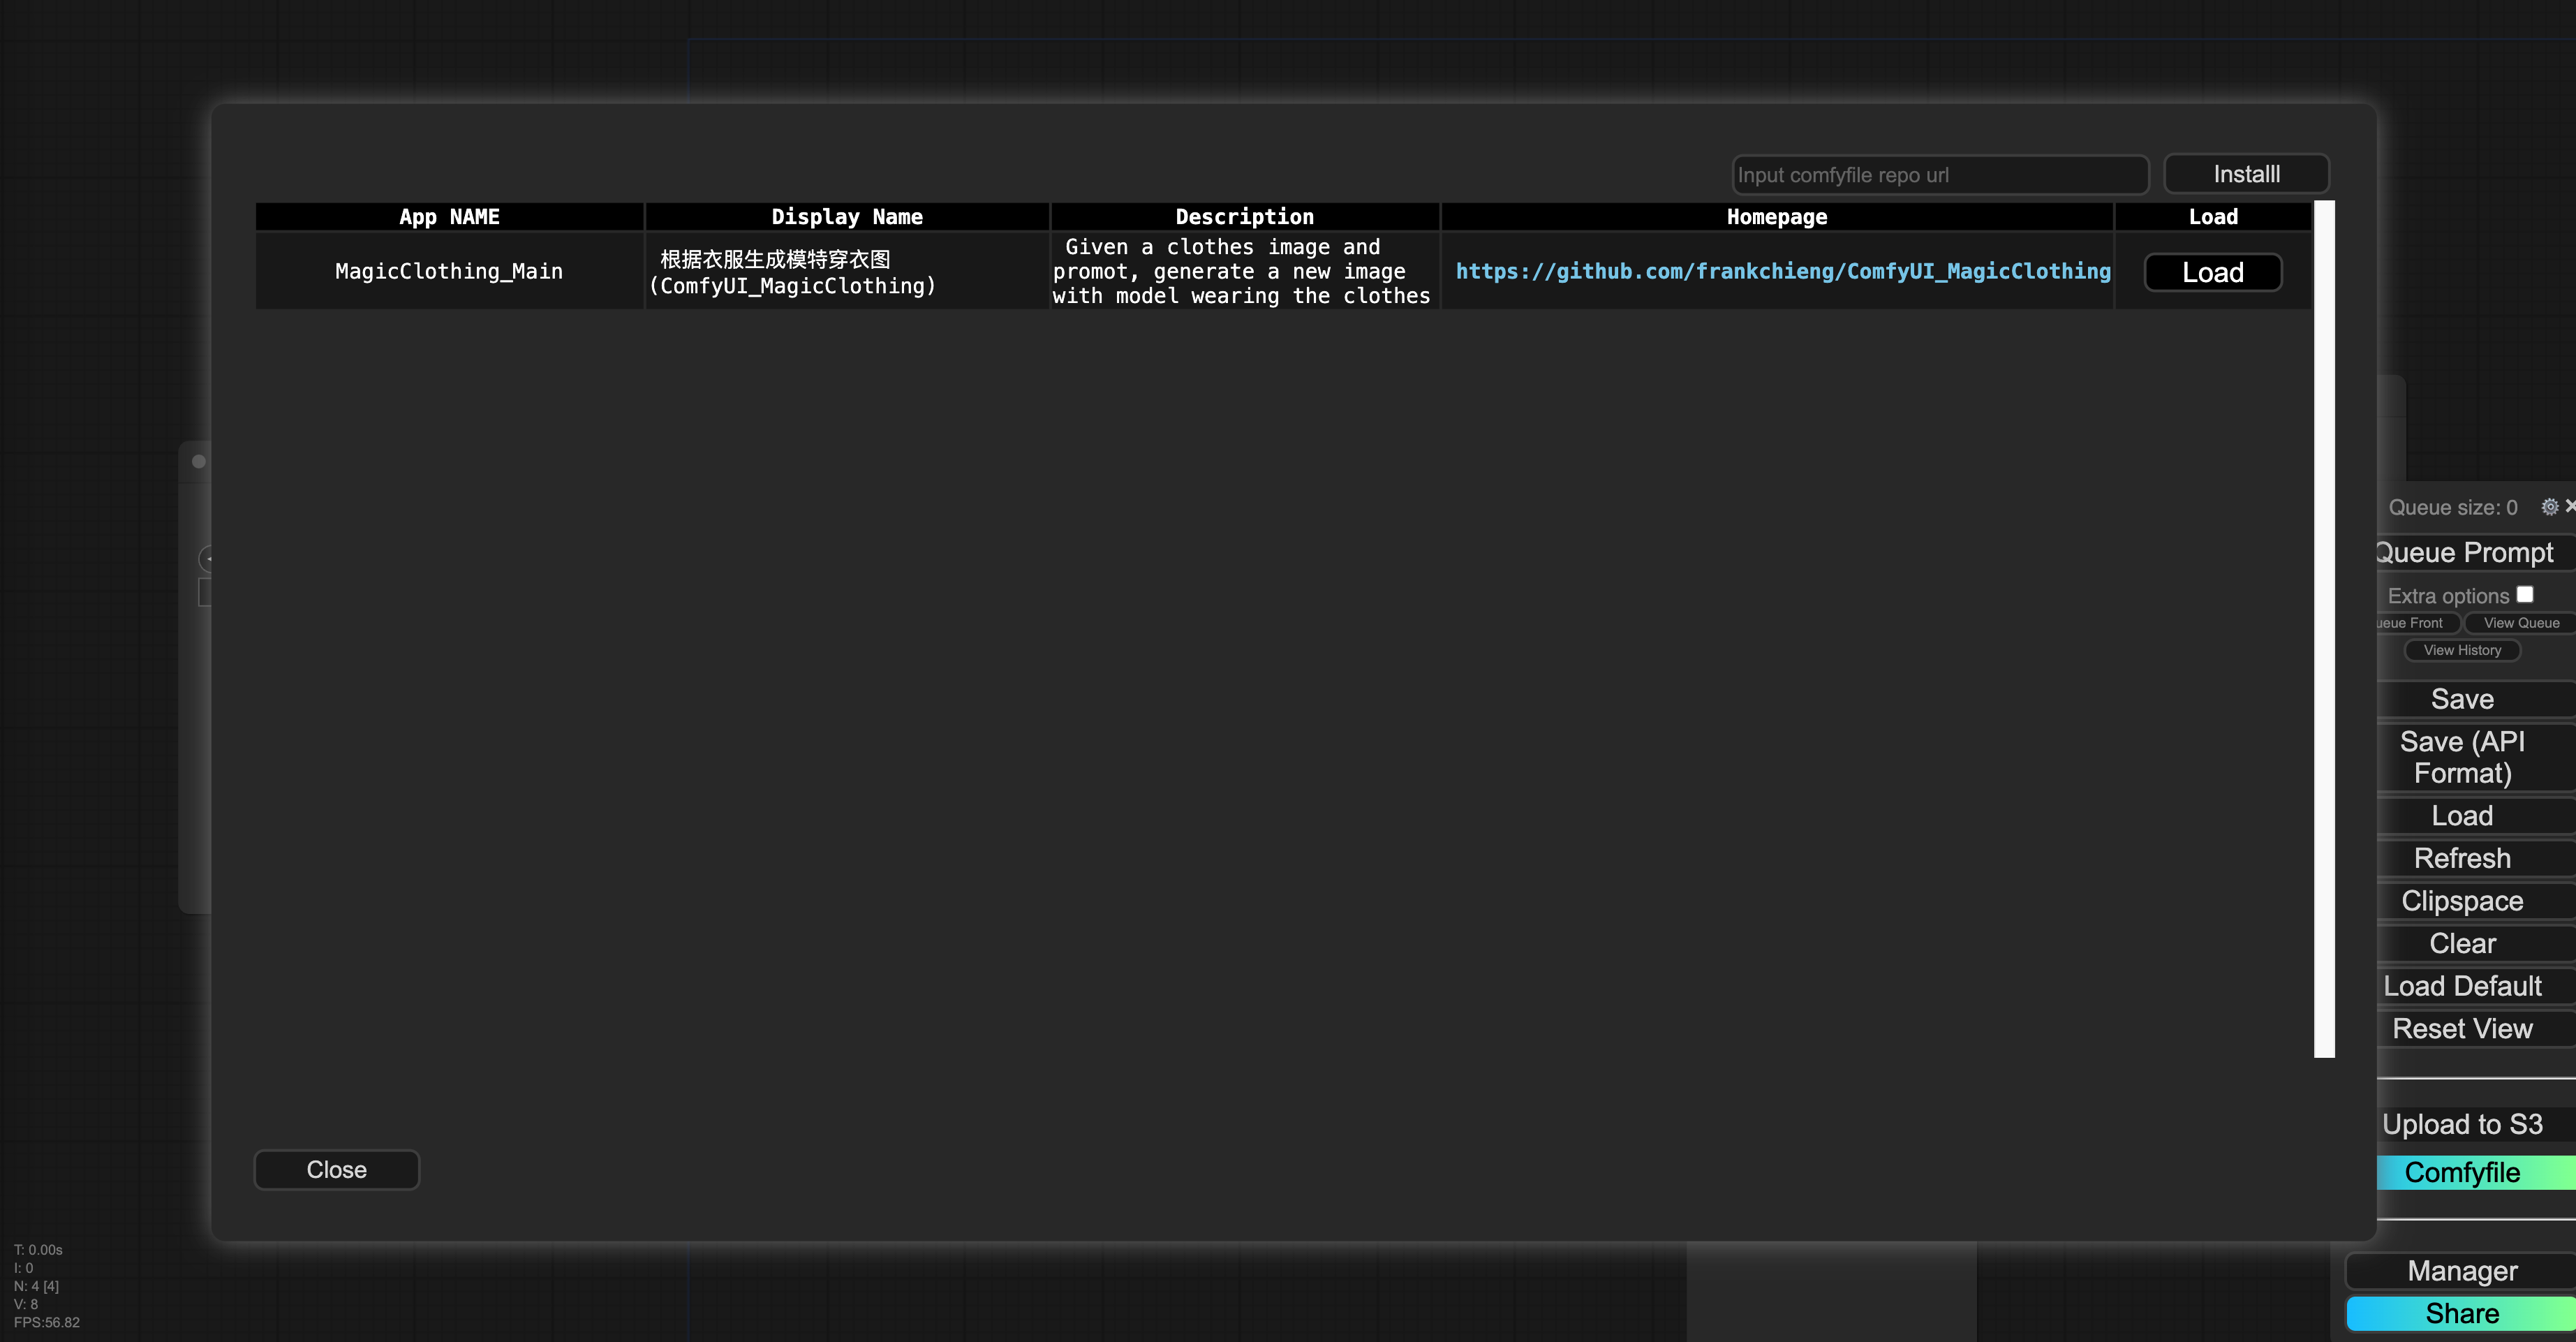 Input comfyfile repo url
Installl
App NAME
Display Name
Description
Homepage
Load
MagicClothing_Main
根据衣服生成模特穿衣图
(ComfyUI_MagicClothing)
Given a clothes image and
promot, generate a new image
with model wearing the clothes
https://github.com/frankchieng/ComfyUI_MagicClothing
Load
Close
Queue size: 0
Queue Prompt
Extra options
ueue Front
View Queue
View History
Save
Save (API
Format)
Load
Refresh
Clipspace
Clear
Load Default
Reset View
Upload to S3
Comfyfile
Manager
Share
T: 0.00s
I: 0
N: 4 [4]
V: 8
FPS:56.82